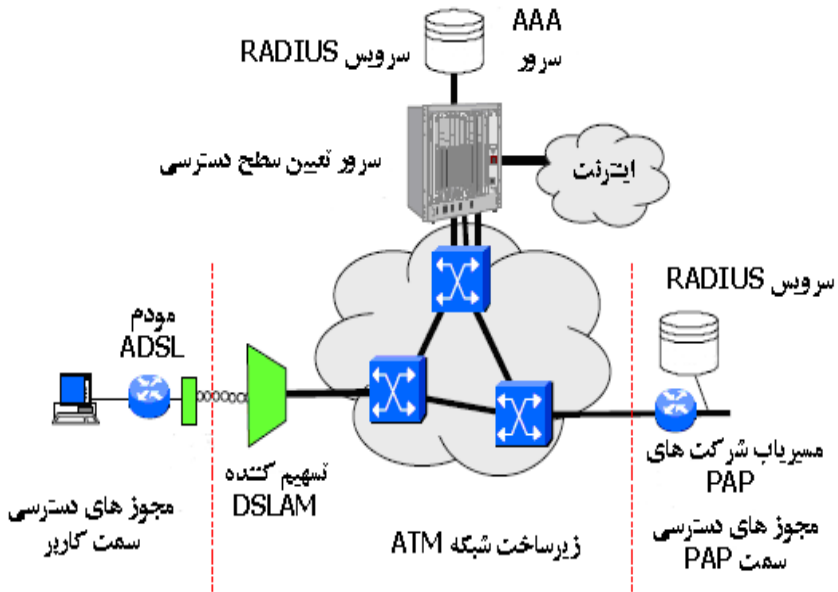 AAA
سرور
سرویس RADIUS
سرور تعیین سطح دسترسی
اینترنت
سرویس RADIUS
مودم
ADSL
تسهیم کننده
DSLAM
مسیریاب شرکت های
PAP
مجوز های دسترسی
سمت کاربر
زیرساخت شبکه ATM
مجوز های دسترسی
سمت PAP